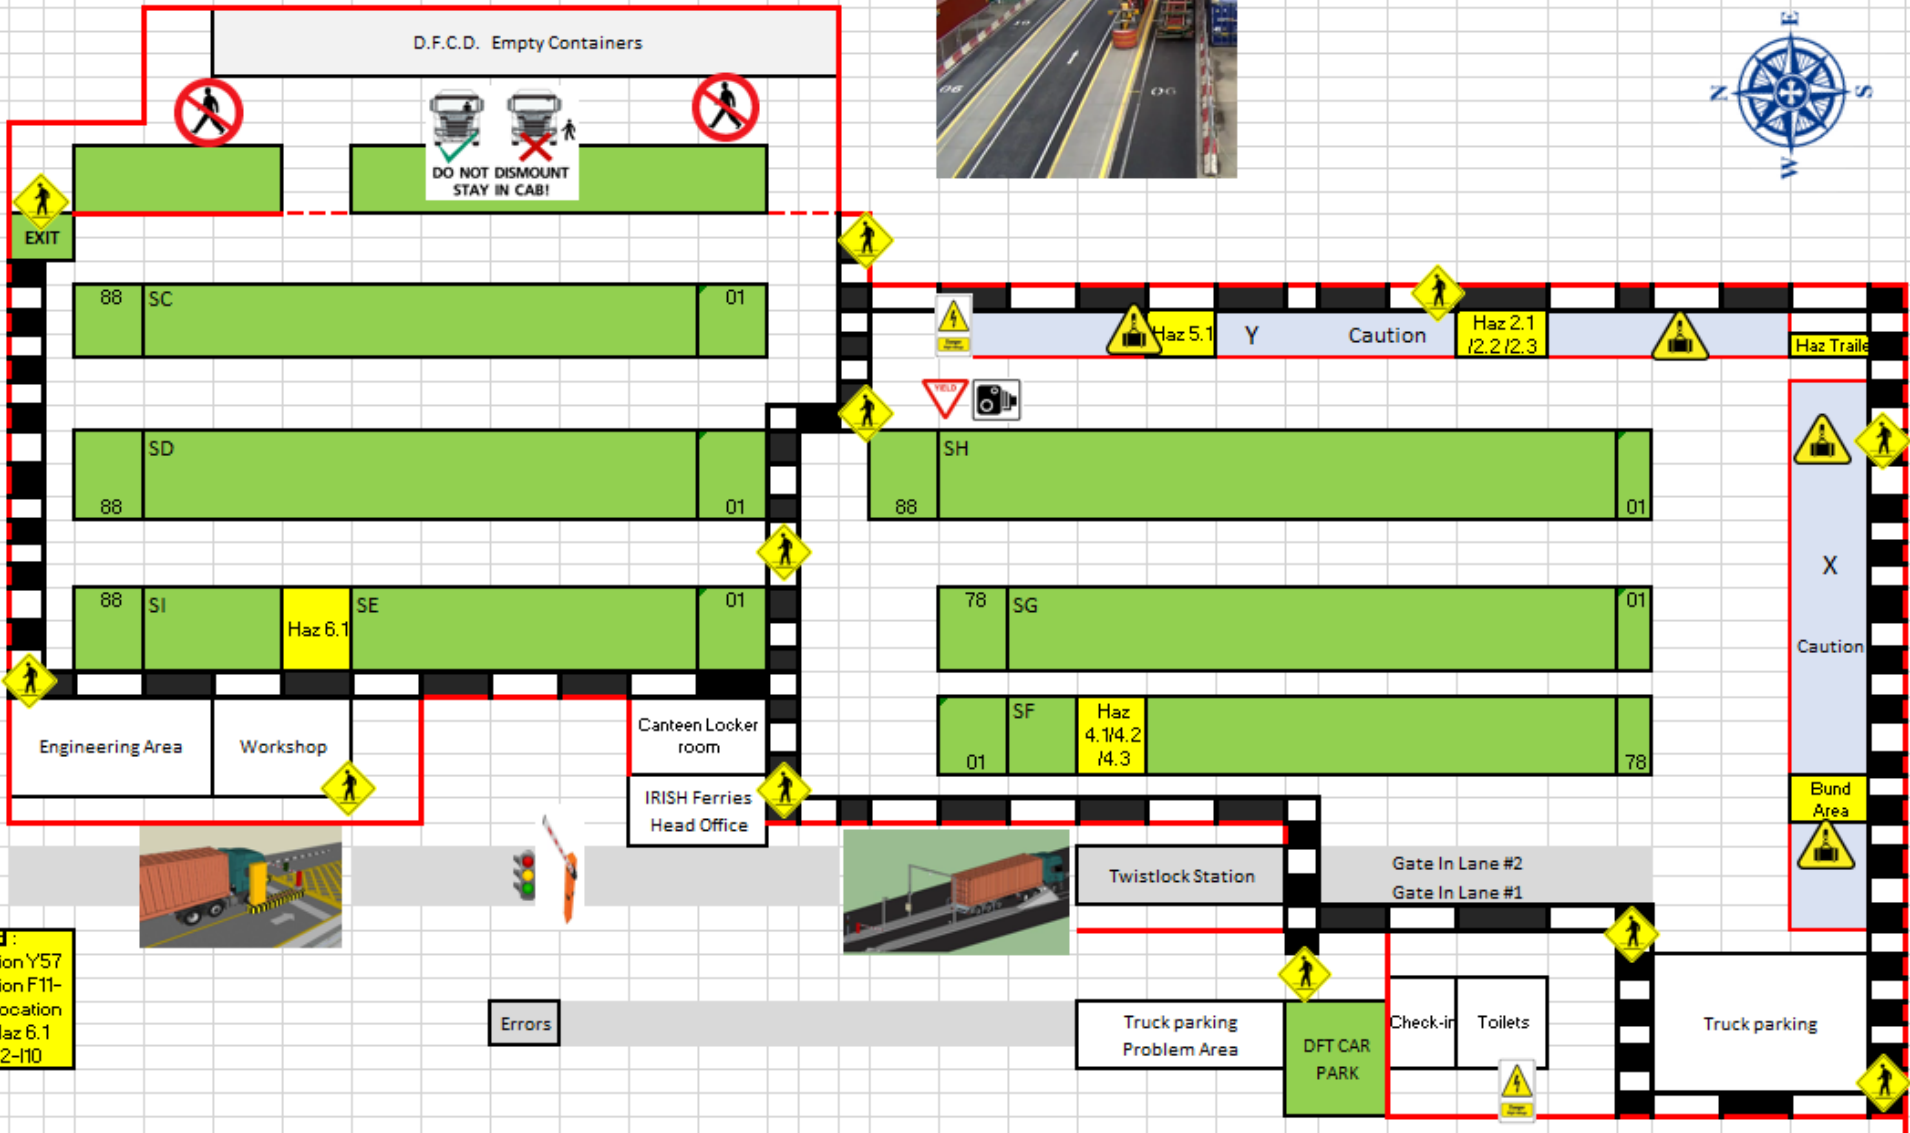 D.F.C.D. Empty Containers
E
N
S
W
06
06
DO NOT DISMOUNT
STAY IN CAB!
EXIT
88
SC
01
Haz 5.1
Y
Caution
Haz 2.1
/2.2 /2.3
Haz Traile
YIELD
SD
88
01
SH
88
01
X
Caution
88
SI
Haz 6.1
SE
01
78
SG
01
SF
01
Haz
4.1/4.2
/4.3
78
Engineering Area
Workshop
Canteen Locker
room
IRISH Ferries
Head Office
Bund
Area
Twistlock Station
Gate In Lane #2
Gate In Lane #1
d :
ion Y57
ion F11-
ocation
Haz 6.1
2-I10
Errors
Truck parking
Problem Area
DFT CAR
PARK
Check-in
Toilets
Truck parking